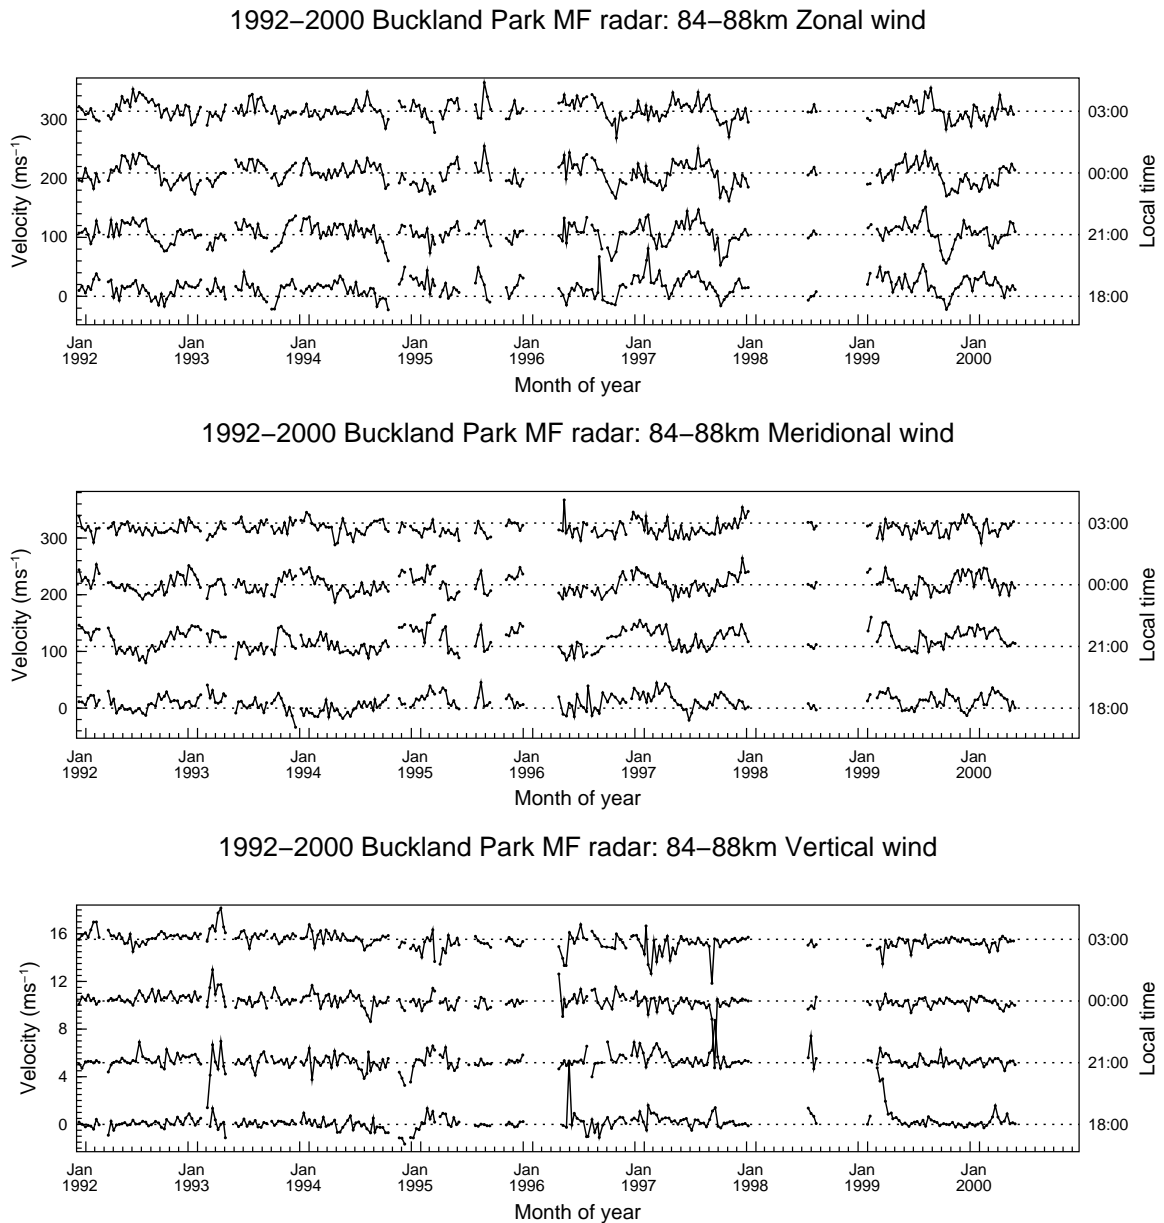 1992–2000 Buckland Park MF radar: 84–88km Zonal wind
300
200
100
0
Velocity (ms⁻¹)
03:00
00:00
21:00
18:00
Local time
Jan Jan Jan Jan Jan Jan Jan Jan Jan
1992 1993 1994 1995 1996 1997 1998 1999 2000
Month of year
1992–2000 Buckland Park MF radar: 84–88km Meridional wind
300
200
100
0
Velocity (ms⁻¹)
03:00
00:00
21:00
18:00
Local time
Jan Jan Jan Jan Jan Jan Jan Jan Jan
1992 1993 1994 1995 1996 1997 1998 1999 2000
Month of year
1992–2000 Buckland Park MF radar: 84–88km Vertical wind
16
12
8
4
0
Velocity (ms⁻¹)
03:00
00:00
21:00
18:00
Local time
Jan Jan Jan Jan Jan Jan Jan Jan Jan
1992 1993 1994 1995 1996 1997 1998 1999 2000
Month of year